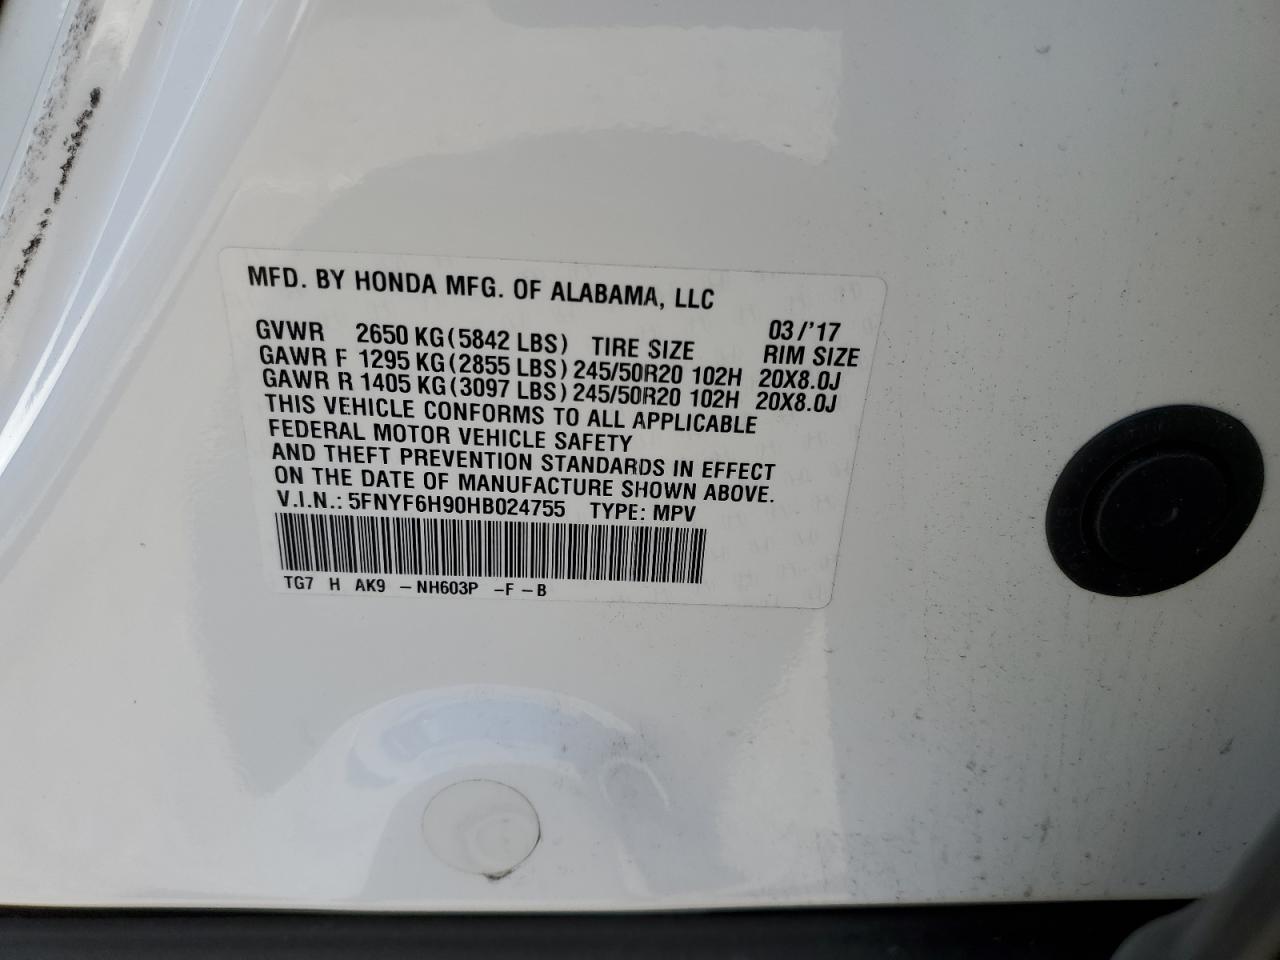 MFD. BY HONDA MFG. OF ALABAMA, LLC
03/'17
GVWR 2650 KG(5842 LBS) TIRE SIZE RIM SIZE
GAWR F 1295 KG(2855 LBS)245/50R20 102H 20X8.0J
GAWR R 1405 KG(3097 LBS)245/50R20 102H 20X8.0J
THIS VEHICLE CONFORMS TO ALL APPLICABLE
FEDERAL MOTOR VEHICLE SAFETY
AND THEFT PREVENTION STANDARDS IN EFFECT
ON THE DATE OF MANUFACTURE SHOWN ABOVE.
V.I.N.: 5FNYF6H90HB024755 TYPE: MPV
TG7 H AK9 -NH603P -F-B